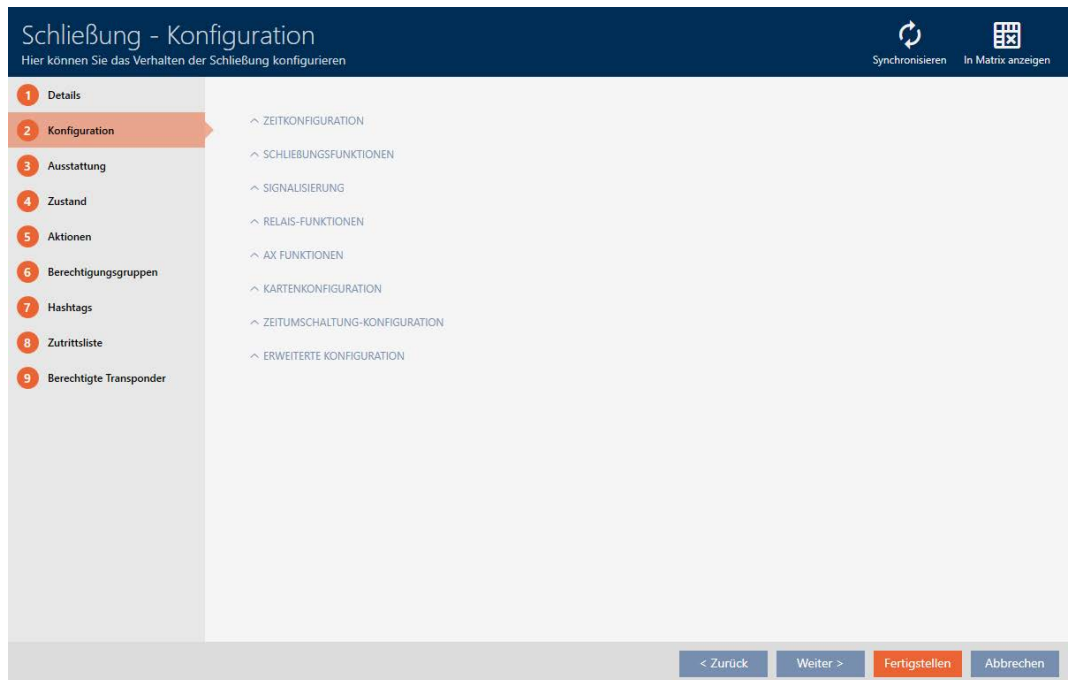 Schließung - Konfiguration
Hier können Sie das Verhalten der Schließung konfigurieren
Synchronisieren
In Matrix anzeigen
1 Details
2 Konfiguration
3 Ausstattung
4 Zustand
5 Aktionen
6 Berechtigungsgruppen
7 Hashtags
8 Zutrittsliste
9 Berechtigte Transponder
ZEITKONFIGURATION
SCHLIEßUNGSFUNKTIONEN
SIGNALISIERUNG
RELAIS-FUNKTIONEN
AX FUNKTIONEN
KARTENKONFIGURATION
ZEITUMSCHALTUNG-KONFIGURATION
ERWEITERTE KONFIGURATION
< Zurück
Weiter >
Fertigstellen
Abbrechen